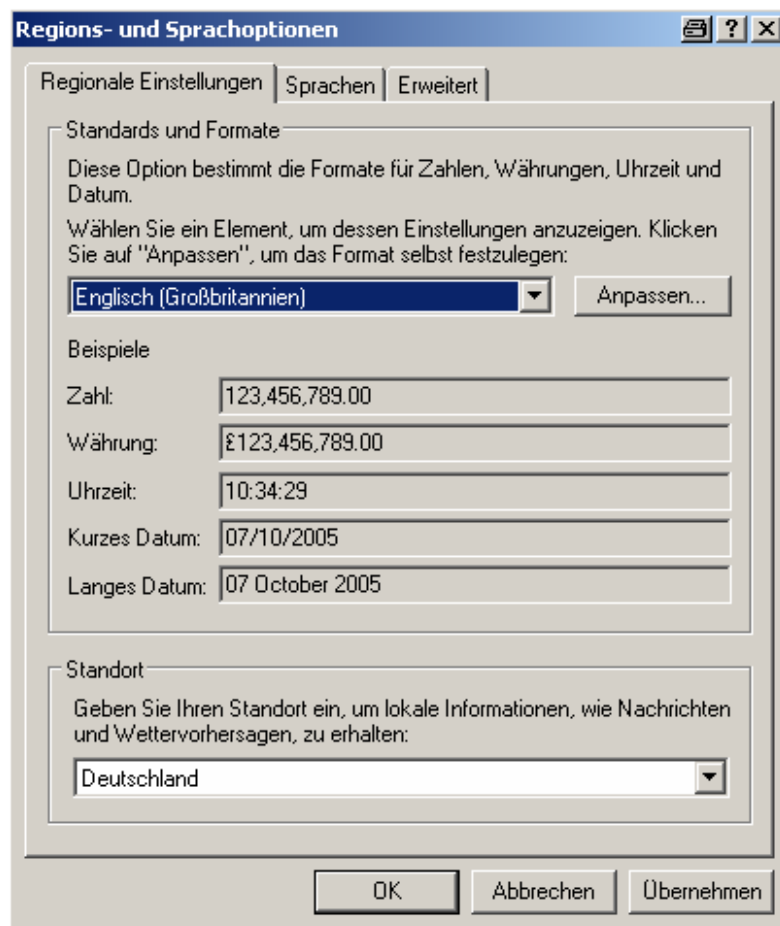 Regions- und Sprachoptionen
Regionale Einstellungen Sprachen Erweitert
Standards und Formate
Diese Option bestimmt die Formate für Zahlen, Währungen, Uhrzeit und
Datum.
Wählen Sie ein Element, um dessen Einstellungen anzuzeigen. Klicken
Sie auf "Anpassen", um das Format selbst festzulegen:
Englisch (Großbritannien) Anpassen...
Beispiele
Zahl: 123,456,789.00
Währung: £123,456,789.00
Uhrzeit: 10:34:29
Kurzes Datum: 07/10/2005
Langes Datum: 07 October 2005
Standort
Geben Sie Ihren Standort ein, um lokale Informationen, wie Nachrichten
und Wettervorhersagen, zu erhalten:
Deutschland
OK Abbrechen Übernehmen